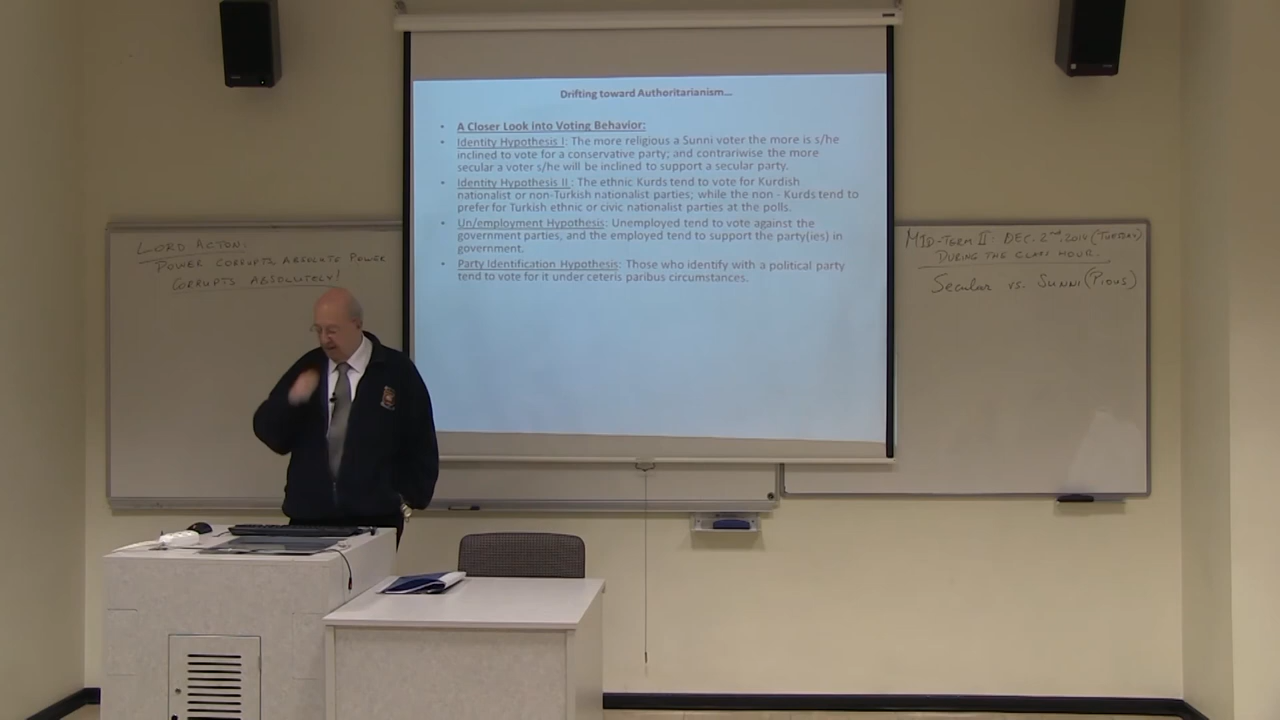 Drifting toward Authoritarianism...
• A Closer Look into Voting Behavior:
• Identity Hypothesis I: The more religious a Sunni voter the more is s/he
inclined to vote for a conservative party; and contrariwise the more
secular a voter s/he will be inclined to support a secular party.
• Identity Hypothesis II : The ethnic Kurds tend to vote for Kurdish
nationalist or non-Turkish nationalist parties; while the non - Kurds tend to
prefer for Turkish ethnic or civic nationalist parties at the polls.
• Un/employment Hypothesis: Unemployed tend to vote against the
government parties, and the employed tend to support the party(ies) in
government.
• Party Identification Hypothesis: Those who identify with a political party
tend to vote for it under ceteris paribus circumstances.
LORD ACTON:
POWER CORRUPTS ABSOLUTE POWER
CORRUPTS ABSOLUTELY!
MID-TERM II: DEC. 2nd, 2014 (TUESDAY)
DURING THE CLASS HOUR.
Secular vs. SUNNI (PIOUS)